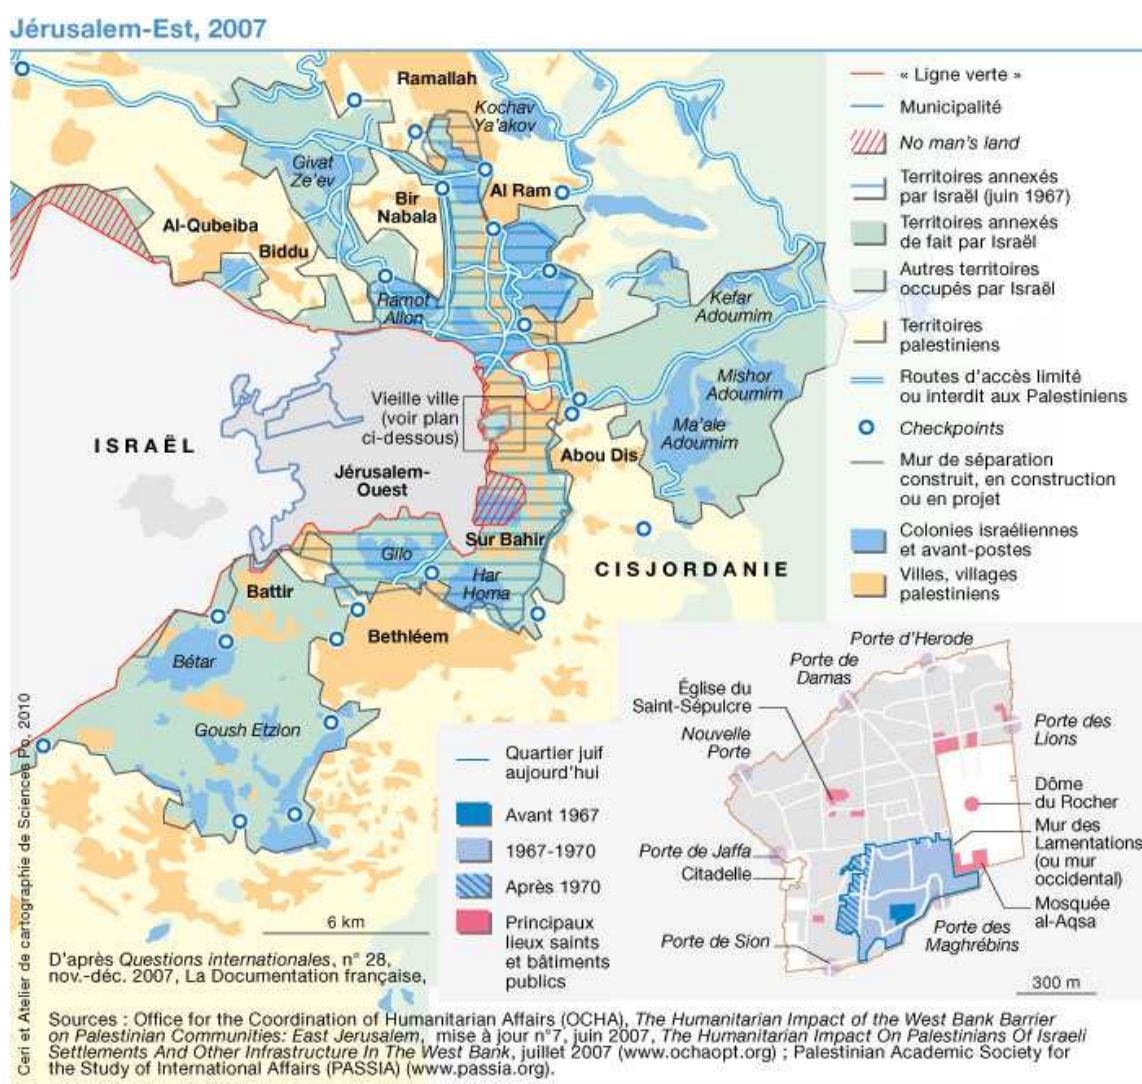 Jérusalem-Est, 2007
Ramallah
Kochav
Ya'akov
Givat
Ze'ev
Bir
Nabala
Al Ram
Al-Qubeiba
Biddu
Ramot
Allon
Kefar
Adoumim
Mishor
Adoumim
Ma'ale
Adoumim
Vieille ville
(voir plan
ci-dessous)
ISRAËL
Jérusalem-
Ouest
Abou Dis
Sur Bahir
Gilo
Har
Homa
CISJORDANIE
Battir
Bethléem
Bétar
Goush Etzion
6 km
« Ligne verte »
Municipalité
No man's land
Territoires annexés
par Israël (juin 1967)
Territoires annexés
de fait par Israël
Autres territoires
occupés par Israël
Territoires
palestiniens
Routes d'accès limité
ou interdit aux Palestiniens
Checkpoints
Mur de séparation
construit, en construction
ou en projet
Colonies israéliennes
et avant-postes
Villes, villages
palestiniens
Quartier juif
aujourd'hui
Avant 1967
1967-1970
Après 1970
Principaux
lieux saints
et bâtiments
publics
Porte d'Herode
Porte de
Damas
Église du
Saint-Sépulcre
Nouvelle
Porte
Porte des
Lions
Dôme
du Rocher
Mur des
Lamentations
(ou mur
occidental)
Porte de Jaffa
Citadelle
Mosquée
al-Aqsa
Porte des
Maghrébins
Porte de Sion
300 m
D'après Questions internationales, n° 28,
nov.-déc. 2007, La Documentation française,
Ceri et Atelier de cartographie de Sciences Po, 2010
Sources : Office for the Coordination of Humanitarian Affairs (OCHA), The Humanitarian Impact of the West Bank Barrier
on Palestinian Communities: East Jerusalem, mise à jour n°7, juin 2007, The Humanitarian Impact On Palestinians Of Israeli
Settlements And Other Infrastructure In The West Bank, juillet 2007 (www.ochaopt.org) ; Palestinian Academic Society for
the Study of International Affairs (PASSIA) (www.passia.org).